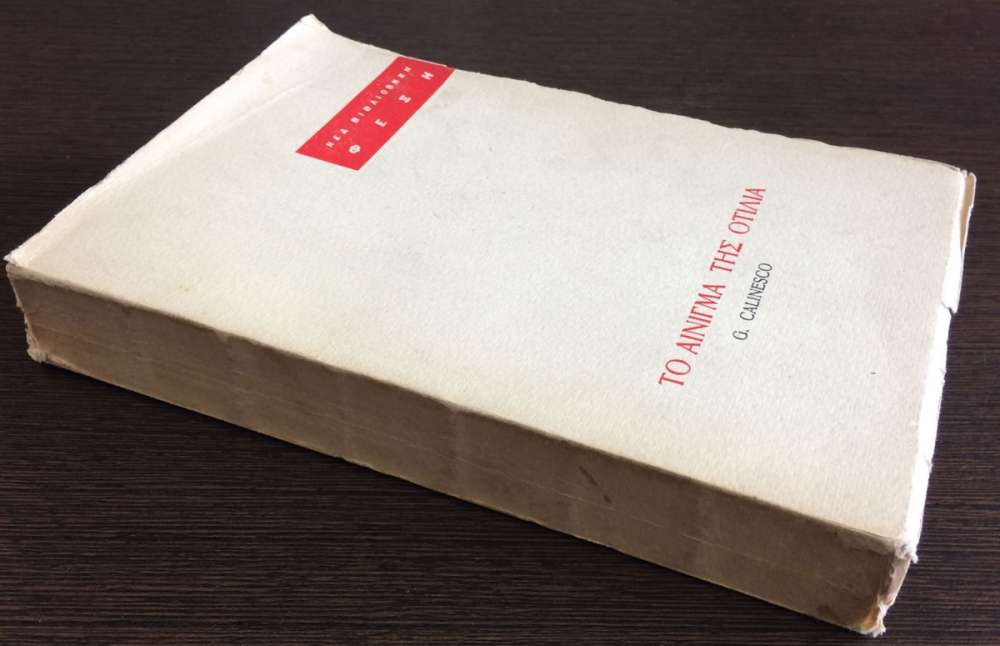 ΝΕΑ ΒΙΒΛΙΟΘΗΚΗ
ΦΕΞΗ
ΤΟ ΑΙΝΙΓΜΑ ΤΗΣ ΟΤΙΛΙΑ
G. CALINESCO